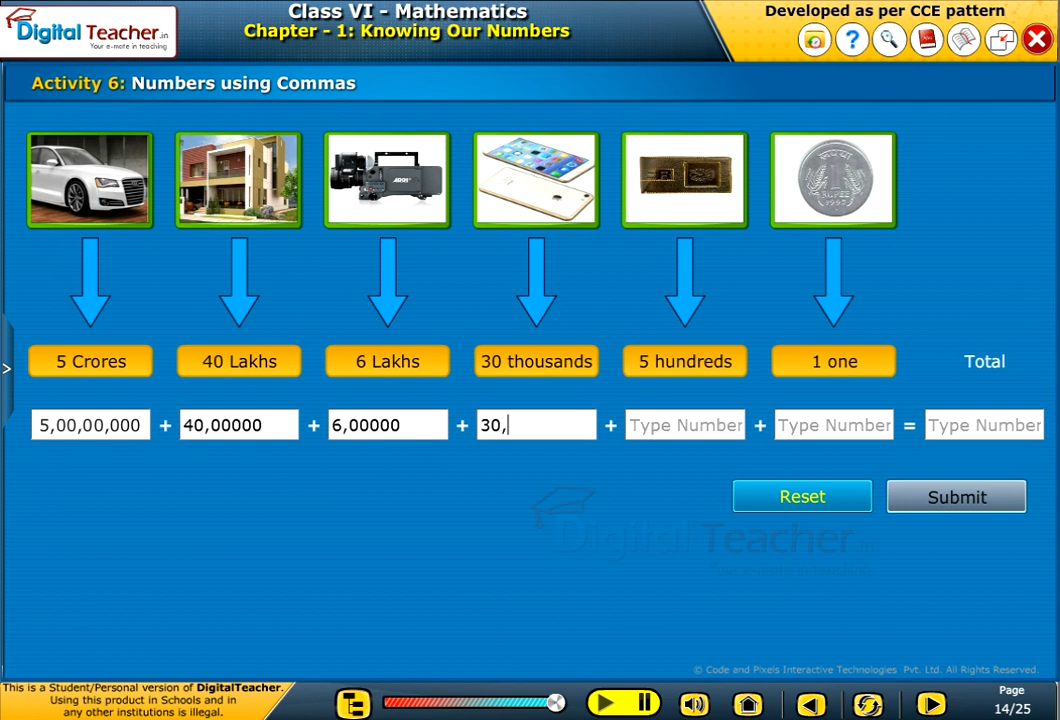 Digital Teacher.in
Your e-mate in teaching
Class VI - Mathematics
Chapter - 1: Knowing Our Numbers
Developed as per CCE pattern
Activity 6: Numbers using Commas
5 Crores
40 Lakhs
6 Lakhs
30 thousands
5 hundreds
1 one
Total
5,00,00,000 + 40,00000 + 6,00000 + 30, + Type Number + Type Number = Type Number
Reset
Submit
Digital Teacher.in
© Code and Pixels Interactive Technologies Pvt. Ltd. All Rights Reserved.
This is a Student/Personal version of DigitalTeacher.
Using this product in Schools and in
any other institutions is illegal.
Page
14/25